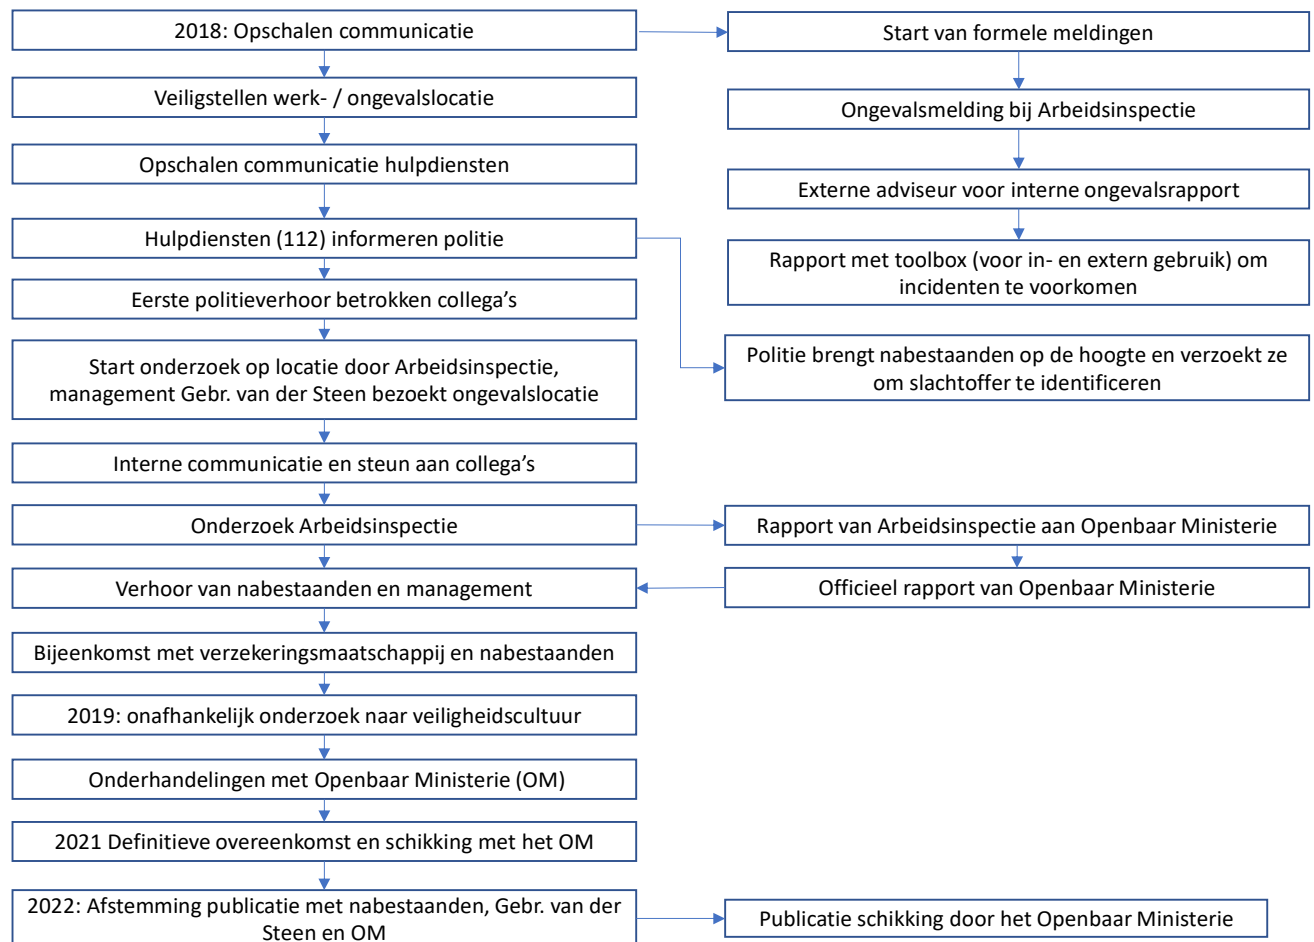 2018: Opschalen communicatie
Veiligstellen werk- / ongevalslocatie
Opschalen communicatie hulpdiensten
Hulpdiensten (112) informeren politie
Eerste politieverhoor betrokken collega’s
Start onderzoek op locatie door Arbeidsinspectie,
management Gebr. van der Steen bezoekt ongevalslocatie
Interne communicatie en steun aan collega’s
Onderzoek Arbeidsinspectie
Verhoor van nabestaanden en management
Bijeenkomst met verzekeringsmaatschappij en nabestaanden
2019: onafhankelijk onderzoek naar veiligheidscultuur
Onderhandelingen met Openbaar Ministerie (OM)
2021 Definitieve overeenkomst en schikking met het OM
2022: Afstemming publicatie met nabestaanden, Gebr. van der
Steen en OM
Start van formele meldingen
Ongevalsmelding bij Arbeidsinspectie
Externe adviseur voor interne ongevalsrapport
Rapport met toolbox (voor in- en extern gebruik) om
incidenten te voorkomen
Politie brengt nabestaanden op de hoogte en verzoekt ze
om slachtoffer te identificeren
Rapport van Arbeidsinspectie aan Openbaar Ministerie
Officieel rapport van Openbaar Ministerie
Publicatie schikking door het Openbaar Ministerie